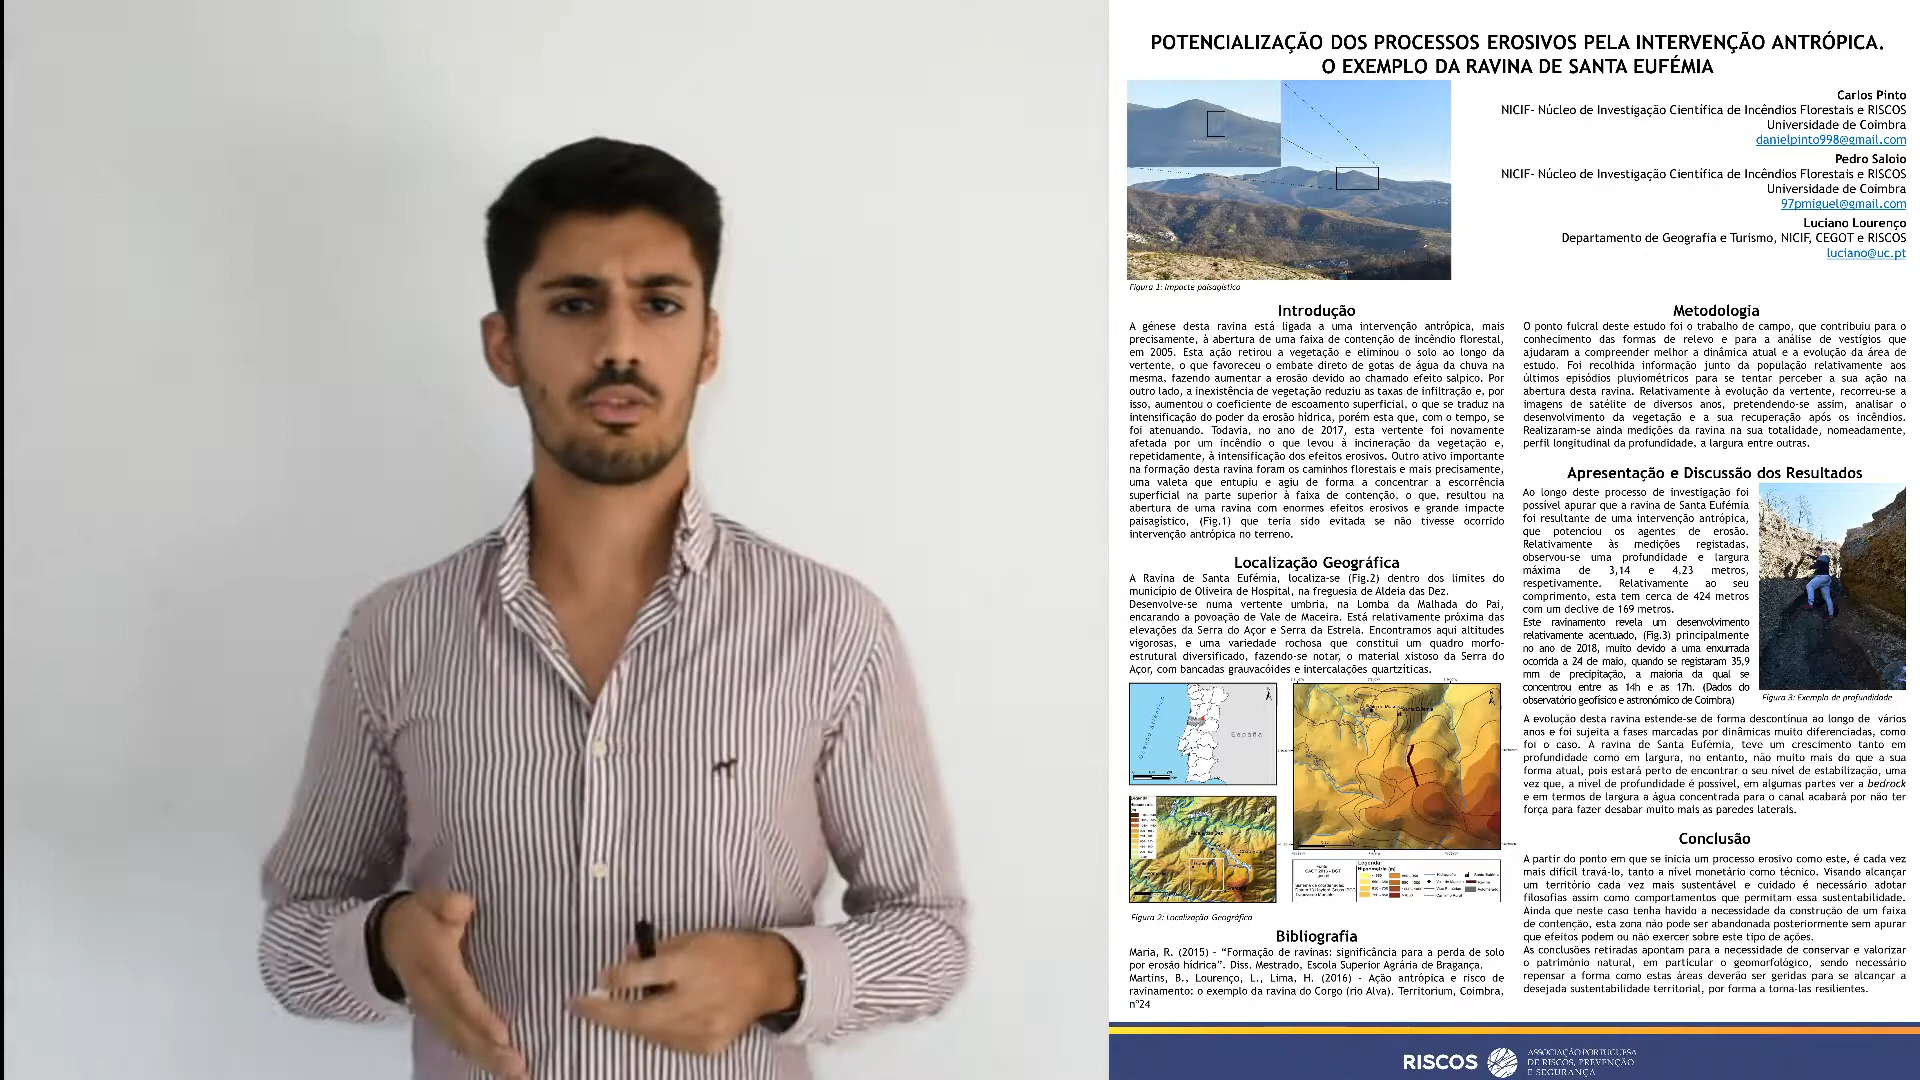 POTENCIALIZAÇÃO DOS PROCESSOS EROSIVOS PELA INTERVENÇÃO ANTRÓPICA.
O EXEMPLO DA RAVINA DE SANTA EUFÉMIA
Carlos Pinto
NICIF- Núcleo de Investigação Científica de Incêndios Florestais e RISCOS
Universidade de Coimbra
danielpinto998@gmail.com
Pedro Saloio
NICIF- Núcleo de Investigação Científica de Incêndios Florestais e RISCOS
Universidade de Coimbra
97pmiguel@gmail.com
Luciano Lourenço
Departamento de Geografia e Turismo, NICIF, CEGOT e RISCOS
luciano@uc.pt
Figura 1: Impacte paisagístico
Introdução
A génese desta ravina está ligada a uma intervenção antrópica, mais
precisamente, à abertura de uma faixa de contenção de incêndio florestal,
em 2005. Esta ação retirou a vegetação e eliminou o solo ao longo da
vertente, o que favoreceu o embate direto de gotas de água da chuva na
mesma, fazendo aumentar a erosão devido ao chamado efeito salpico. Por
outro lado, a inexistência de vegetação reduziu as taxas de infiltração e, por
isso, aumentou o coeficiente de escoamento superficial, o que se traduz na
intensificação do poder da erosão hídrica, porém esta que, com o tempo, se
foi atenuando. Todavia, no ano de 2017, esta vertente foi novamente
afetada por um incêndio o que levou à incineração da vegetação e,
repetidamente, à intensificação dos efeitos erosivos. Outro ativo importante
na formação desta ravina foram os caminhos florestais e mais precisamente,
uma valeta que entupiu e agiu de forma a concentrar a escorrência
superficial na parte superior à faixa de contenção, o que, resultou na
abertura de uma ravina com enormes efeitos erosivos e grande impacte
paisagístico, (Fig.1) que teria sido evitada se não tivesse ocorrido
intervenção antrópica no terreno.
Localização Geográfica
A Ravina de Santa Eufémia, localiza-se (Fig.2) dentro dos limites do
município de Oliveira de Hospital, na freguesia de Aldeia das Dez.
Desenvolve-se numa vertente umbria, na Lomba da Malhada do Pai,
encarando a povoação de Vale de Maceira. Está relativamente próxima das
elevações da Serra do Açor e Serra da Estrela. Encontramos aqui altitudes
vigorosas, e uma variedade rochosa que constitui um quadro morfo-
estrutural diversificado, fazendo-se notar, o material xistoso da Serra do
Açor, com bancadas grauvacóides e intercalações quartzíticas.
Oceano Atlântico
España
Figura 2: Localização Geográfica
Bibliografia
Maria, R. (2015) – “Formação de ravinas: significância para a perda de solo
por erosão hídrica”. Diss. Mestrado, Escola Superior Agrária de Bragança.
Martins, B., Lourenço, L., Lima, H. (2016) - Ação antrópica e risco de
ravinamento: o exemplo da ravina do Corgo (rio Alva). Territorium, Coimbra,
nº24
Metodologia
O ponto fulcral deste estudo foi o trabalho de campo, que contribuiu para o
conhecimento das formas de relevo e para a análise de vestígios que
ajudaram a compreender melhor a dinâmica atual e a evolução da área de
estudo. Foi recolhida informação junto da população relativamente aos
últimos episódios pluviométricos para se tentar perceber a sua ação na
abertura desta ravina. Relativamente à evolução da vertente, recorreu-se a
imagens de satélite de diversos anos, pretendendo-se assim, analisar o
desenvolvimento da vegetação e a sua recuperação após os incêndios.
Realizaram-se ainda medições da ravina na sua totalidade, nomeadamente,
perfil longitudinal da profundidade, a largura entre outras.
Apresentação e Discussão dos Resultados
Ao longo deste processo de investigação foi
possível apurar que a ravina de Santa Eufémia
foi resultante de uma intervenção antrópica,
que potenciou os agentes de erosão.
Relativamente às medições registadas,
observou-se uma profundidade e largura
máxima de 3,14 e 4,23 metros,
respetivamente. Relativamente ao seu
comprimento, esta tem cerca de 424 metros
com um declive de 169 metros.
Este ravinamento revela um desenvolvimento
relativamente acentuado, (Fig.3) principalmente
no ano de 2018, muito devido a uma enxurrada
ocorrida a 24 de maio, quando se registaram 35,9
mm de precipitação, a maioria da qual se
concentrou entre as 14h e as 17h. (Dados do
observatório geofísico e astronómico de Coimbra)
Figura 3: Exemplo de profundidade
A evolução desta ravina estende-se de forma descontínua ao longo de vários
anos e foi sujeita a fases marcadas por dinâmicas muito diferenciadas, como
foi o caso. A ravina de Santa Eufémia, teve um crescimento tanto em
profundidade como em largura, no entanto, não muito mais do que a sua
forma atual, pois estará perto de encontrar o seu nível de estabilização, uma
vez que, a nível de profundidade é possível, em algumas partes ver a bedrock
e em termos de largura a água concentrada para o canal acabará por não ter
força para fazer desabar muito mais as paredes laterais.
Conclusão
A partir do ponto em que se inicia um processo erosivo como este, é cada vez
mais difícil travá-lo, tanto a nível monetário como técnico. Visando alcançar
um território cada vez mais sustentável e cuidado é necessário adotar
filosofias assim como comportamentos que permitam essa sustentabilidade.
Ainda que neste caso tenha havido a necessidade da construção de um faixa
de contenção, esta zona não pode ser abandonada posteriormente sem apurar
que efeitos podem ou não exercer sobre este tipo de ações.
As conclusões retiradas apontam para a necessidade de conservar e valorizar
o património natural, em particular o geomorfológico, sendo necessário
repensar a forma como estas áreas deverão ser geridas para se alcançar a
desejada sustentabilidade territorial, por forma a torna-las resilientes.
RISCOS
ASSOCIAÇÃO PORTUGUESA
DE RISCOS, PREVENÇÃO
E SEGURANÇA